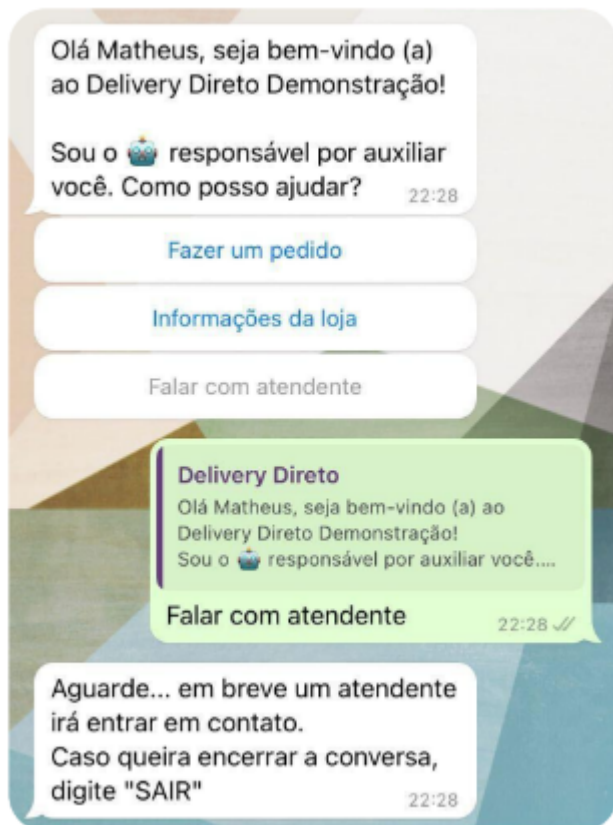 Olá Matheus, seja bem-vindo (a)
ao Delivery Direto Demonstração!
Sou o 🤖 responsável por auxiliar
você. Como posso ajudar?
22:28
Fazer um pedido
Informações da loja
Falar com atendente
Delivery Direto
Olá Matheus, seja bem-vindo (a) ao
Delivery Direto Demonstração!
Sou o 🤖 responsável por auxiliar você....
Falar com atendente
22:28
Aguarde... em breve um atendente
irá entrar em contato.
Caso queira encerrar a conversa,
digite "SAIR"
22:28